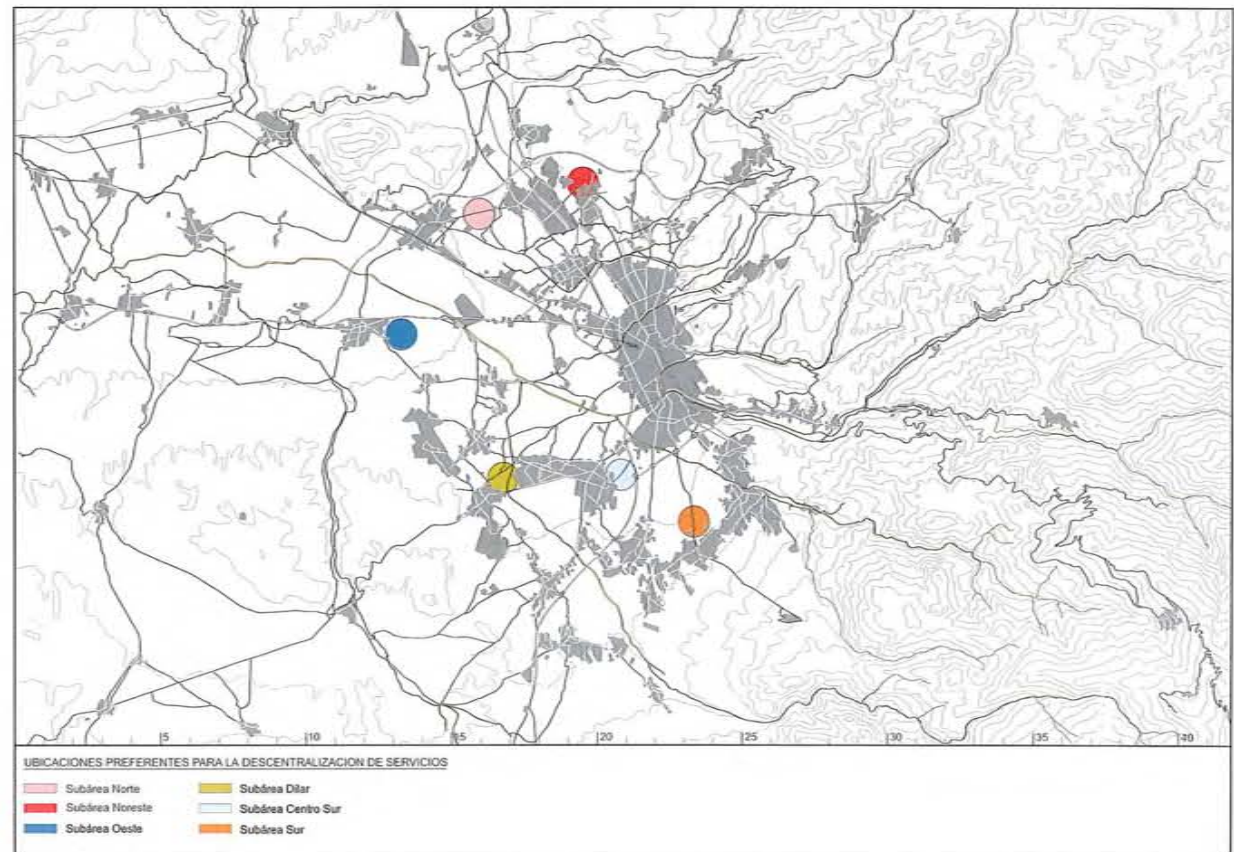 5
10
15
20
25
30
35
40
UBICACIONES PREFERENTES PARA LA DESCENTRALIZACION DE SERVICIOS
Subárea Norte
Subárea Noreste
Subárea Oeste
Subárea Dilar
Subárea Centro Sur
Subárea Sur